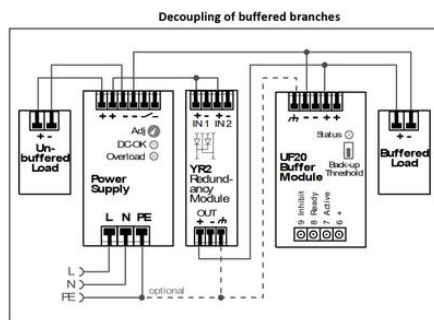 Decoupling of buffered branches
+ -
Un-
buffered
Load
+ + - -
Adj
DC-OK
Overload
Power
Supply
L N PE
+ - + -
IN 1 IN 2
YR2
Redund-
ancy
Module
OUT
+ -
- - + +
Status
UF20
Buffer
Module
Back-up
Threshold
9 Inhibit
8 Ready
7 Active
6 +
+ -
Buffered
Load
L
N
PE
optional